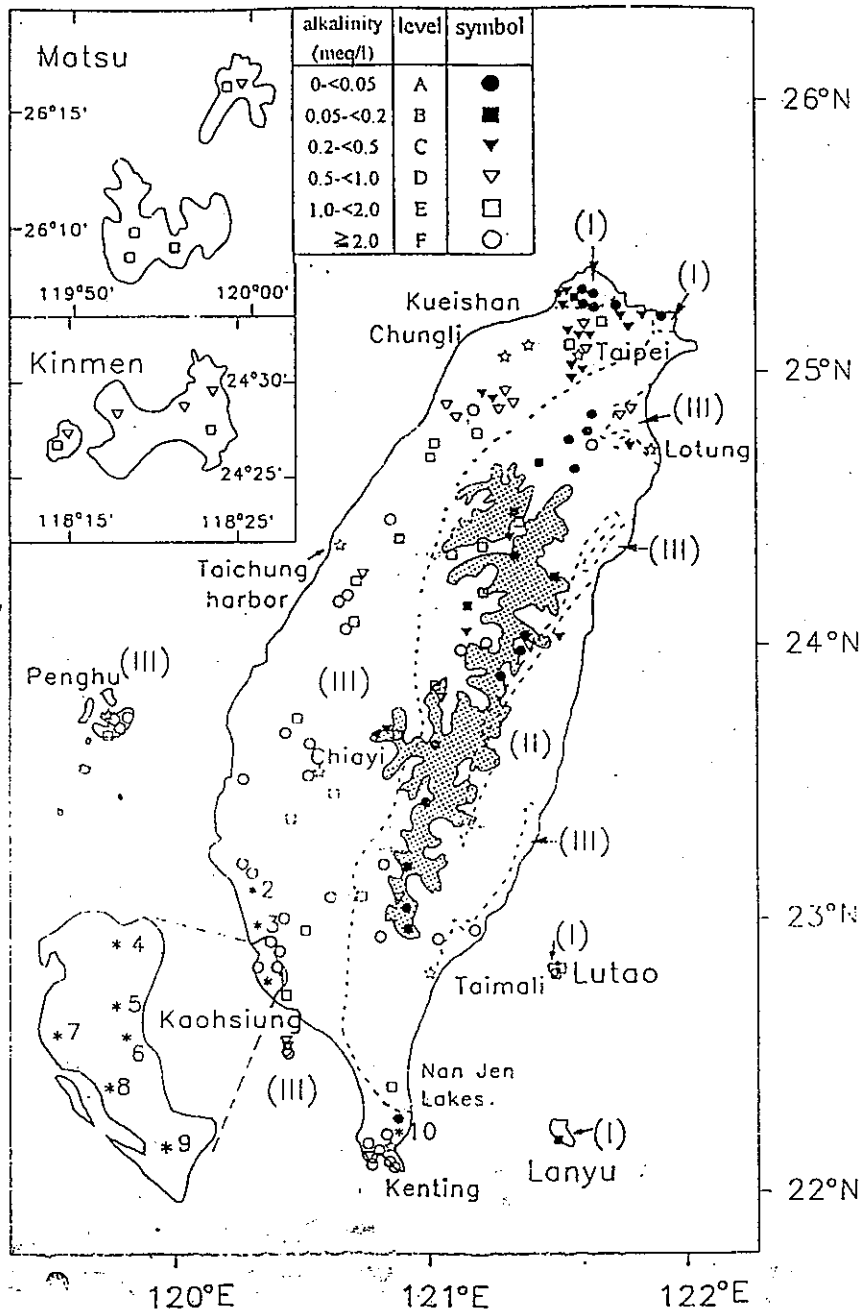 Matsu
26°15'
26°10'
119°50' 120°00'
Kinmen
24°30'
24°25'
118°15' 118°25'
alkalinity (meq/l) level symbol
0-<0.05 A
0.05-<0.2 B
0.2-<0.5 C
0.5-<1.0 D
1.0-<2.0 E
≧2.0 F
26°N
(I)
(I)
Kueishan
Chungli
Taipei
25°N
(III)
Lotung
(III)
Taichung
harbor
24°N
Penghu (III)
(III)
Chiayi
(II)
(III)
2
3
23°N
4
(I)
Taimali Lutao
5
Kaohsiung
7
6
8
(III)
Nan Jen
Lakes.
9
10
(I)
Lanyu
Kenting
22°N
120°E 121°E 122°E